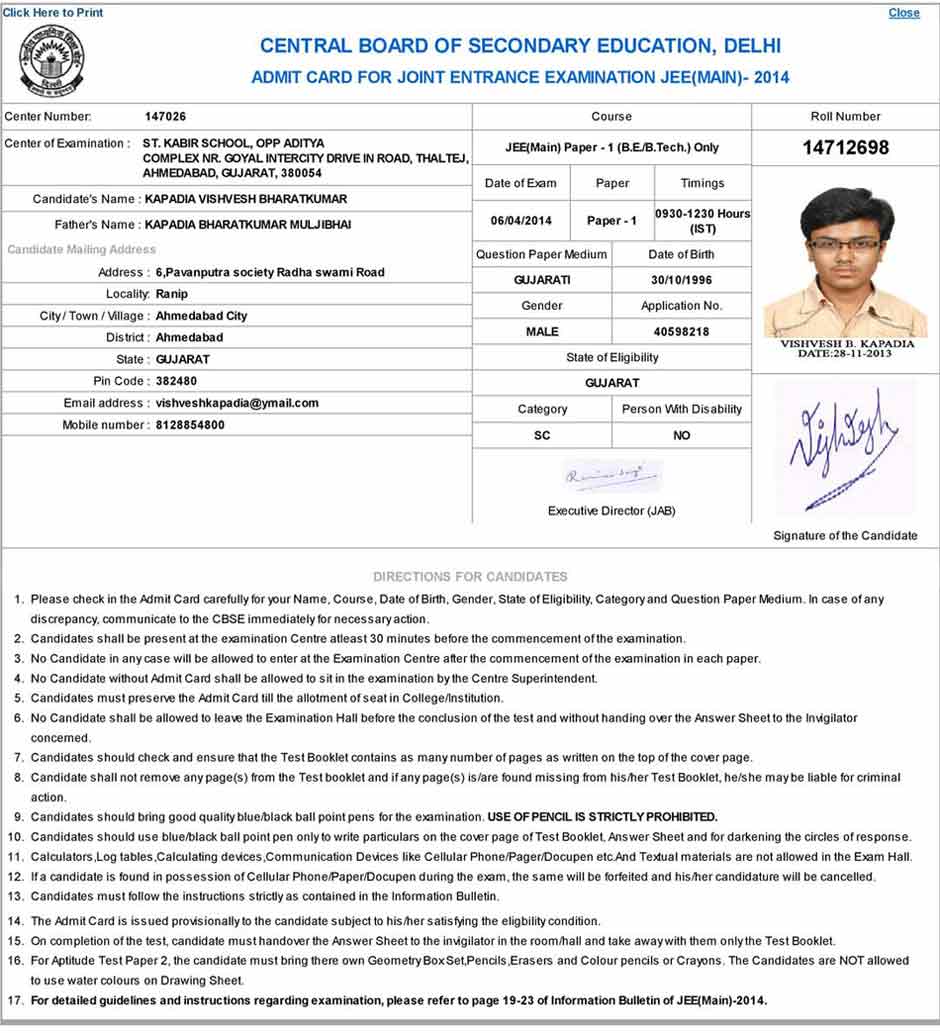 Click Here to Print
Close
CENTRAL BOARD OF SECONDARY EDUCATION, DELHI
ADMIT CARD FOR JOINT ENTRANCE EXAMINATION JEE(MAIN)- 2014
Center Number: 147026
Center of Examination : ST. KABIR SCHOOL, OPP ADITYA
COMPLEX NR. GOYAL INTERCITY DRIVE IN ROAD, THALTEJ,
AHMEDABAD, GUJARAT, 380054
Candidate's Name : KAPADIA VISHVESH BHARATKUMAR
Father's Name : KAPADIA BHARATKUMAR MULJIBHAI
Candidate Mailing Address
Address : 6,Pavanputra society Radha swami Road
Locality: Ranip
City/ Town / Village : Ahmedabad City
District : Ahmedabad
State : GUJARAT
Pin Code : 382480
Email address : vishveshkapadia@ymail.com
Mobile number : 8128854800
Course
JEE(Main) Paper - 1 (B.E/B.Tech.) Only
Date of Exam Paper Timings
06/04/2014 Paper - 1 0930-1230 Hours
(IST)
Question Paper Medium Date of Birth
GUJARATI 30/10/1996
Gender Application No.
MALE 40598218
State of Eligibility
GUJARAT
Category Person With Disability
SC NO
Executive Director (JAB)
Roll Number
14712698
VISHVESH B. KAPADIA
DATE:28-11-2013
Signature of the Candidate
DIRECTIONS FOR CANDIDATES
1. Please check in the Admit Card carefully for your Name, Course, Date of Birth, Gender, State of Eligibility, Category and Question Paper Medium. In case of any
discrepancy, communicate to the CBSE immediately for necessary action.
2. Candidates shall be present at the examination Centre atleast 30 minutes before the commencement of the examination.
3. No Candidate in any case will be allowed to enter at the Examination Centre after the commencement of the examination in each paper.
4. No Candidate without Admit Card shall be allowed to sit in the examination by the Centre Superintendent.
5. Candidates must preserve the Admit Card till the allotment of seat in College/Institution.
6. No Candidate shall be allowed to leave the Examination Hall before the conclusion of the test and without handing over the Answer Sheet to the Invigilator
concerned.
7. Candidates should check and ensure that the Test Booklet contains as many number of pages as written on the top of the cover page.
8. Candidate shall not remove any page(s) from the Test booklet and if any page(s) is/are found missing from his/her Test Booklet, he/she may be liable for criminal
action.
9. Candidates should bring good quality blue/black ball point pens for the examination. USE OF PENCIL IS STRICTLY PROHIBITED.
10. Candidates should use blue/black ball point pen only to write particulars on the cover page of Test Booklet, Answer Sheet and for darkening the circles of response.
11. Calculators,Log tables,Calculating devices,Communication Devices like Cellular Phone/Pager/Docupen etc.And Textual materials are not allowed in the Exam Hall.
12. If a candidate is found in possession of Cellular Phone/Paper/Docupen during the exam, the same will be forfeited and his/her candidature will be cancelled.
13. Candidates must follow the instructions strictly as contained in the Information Bulletin.
14. The Admit Card is issued provisionally to the candidate subject to his/her satisfying the eligbility condition.
15. On completion of the test, candidate must handover the Answer Sheet to the invigilator in the room/hall and take away with them only the Test Booklet.
16. For Aptitude Test Paper 2, the candidate must bring there own Geometry Box Set,Pencils,Erasers and Colour pencils or Crayons. The Candidates are NOT allowed
to use water colours on Drawing Sheet.
17. For detailed guidelines and instructions regarding examination, please refer to page 19-23 of Information Bulletin of JEE(Main)-2014.